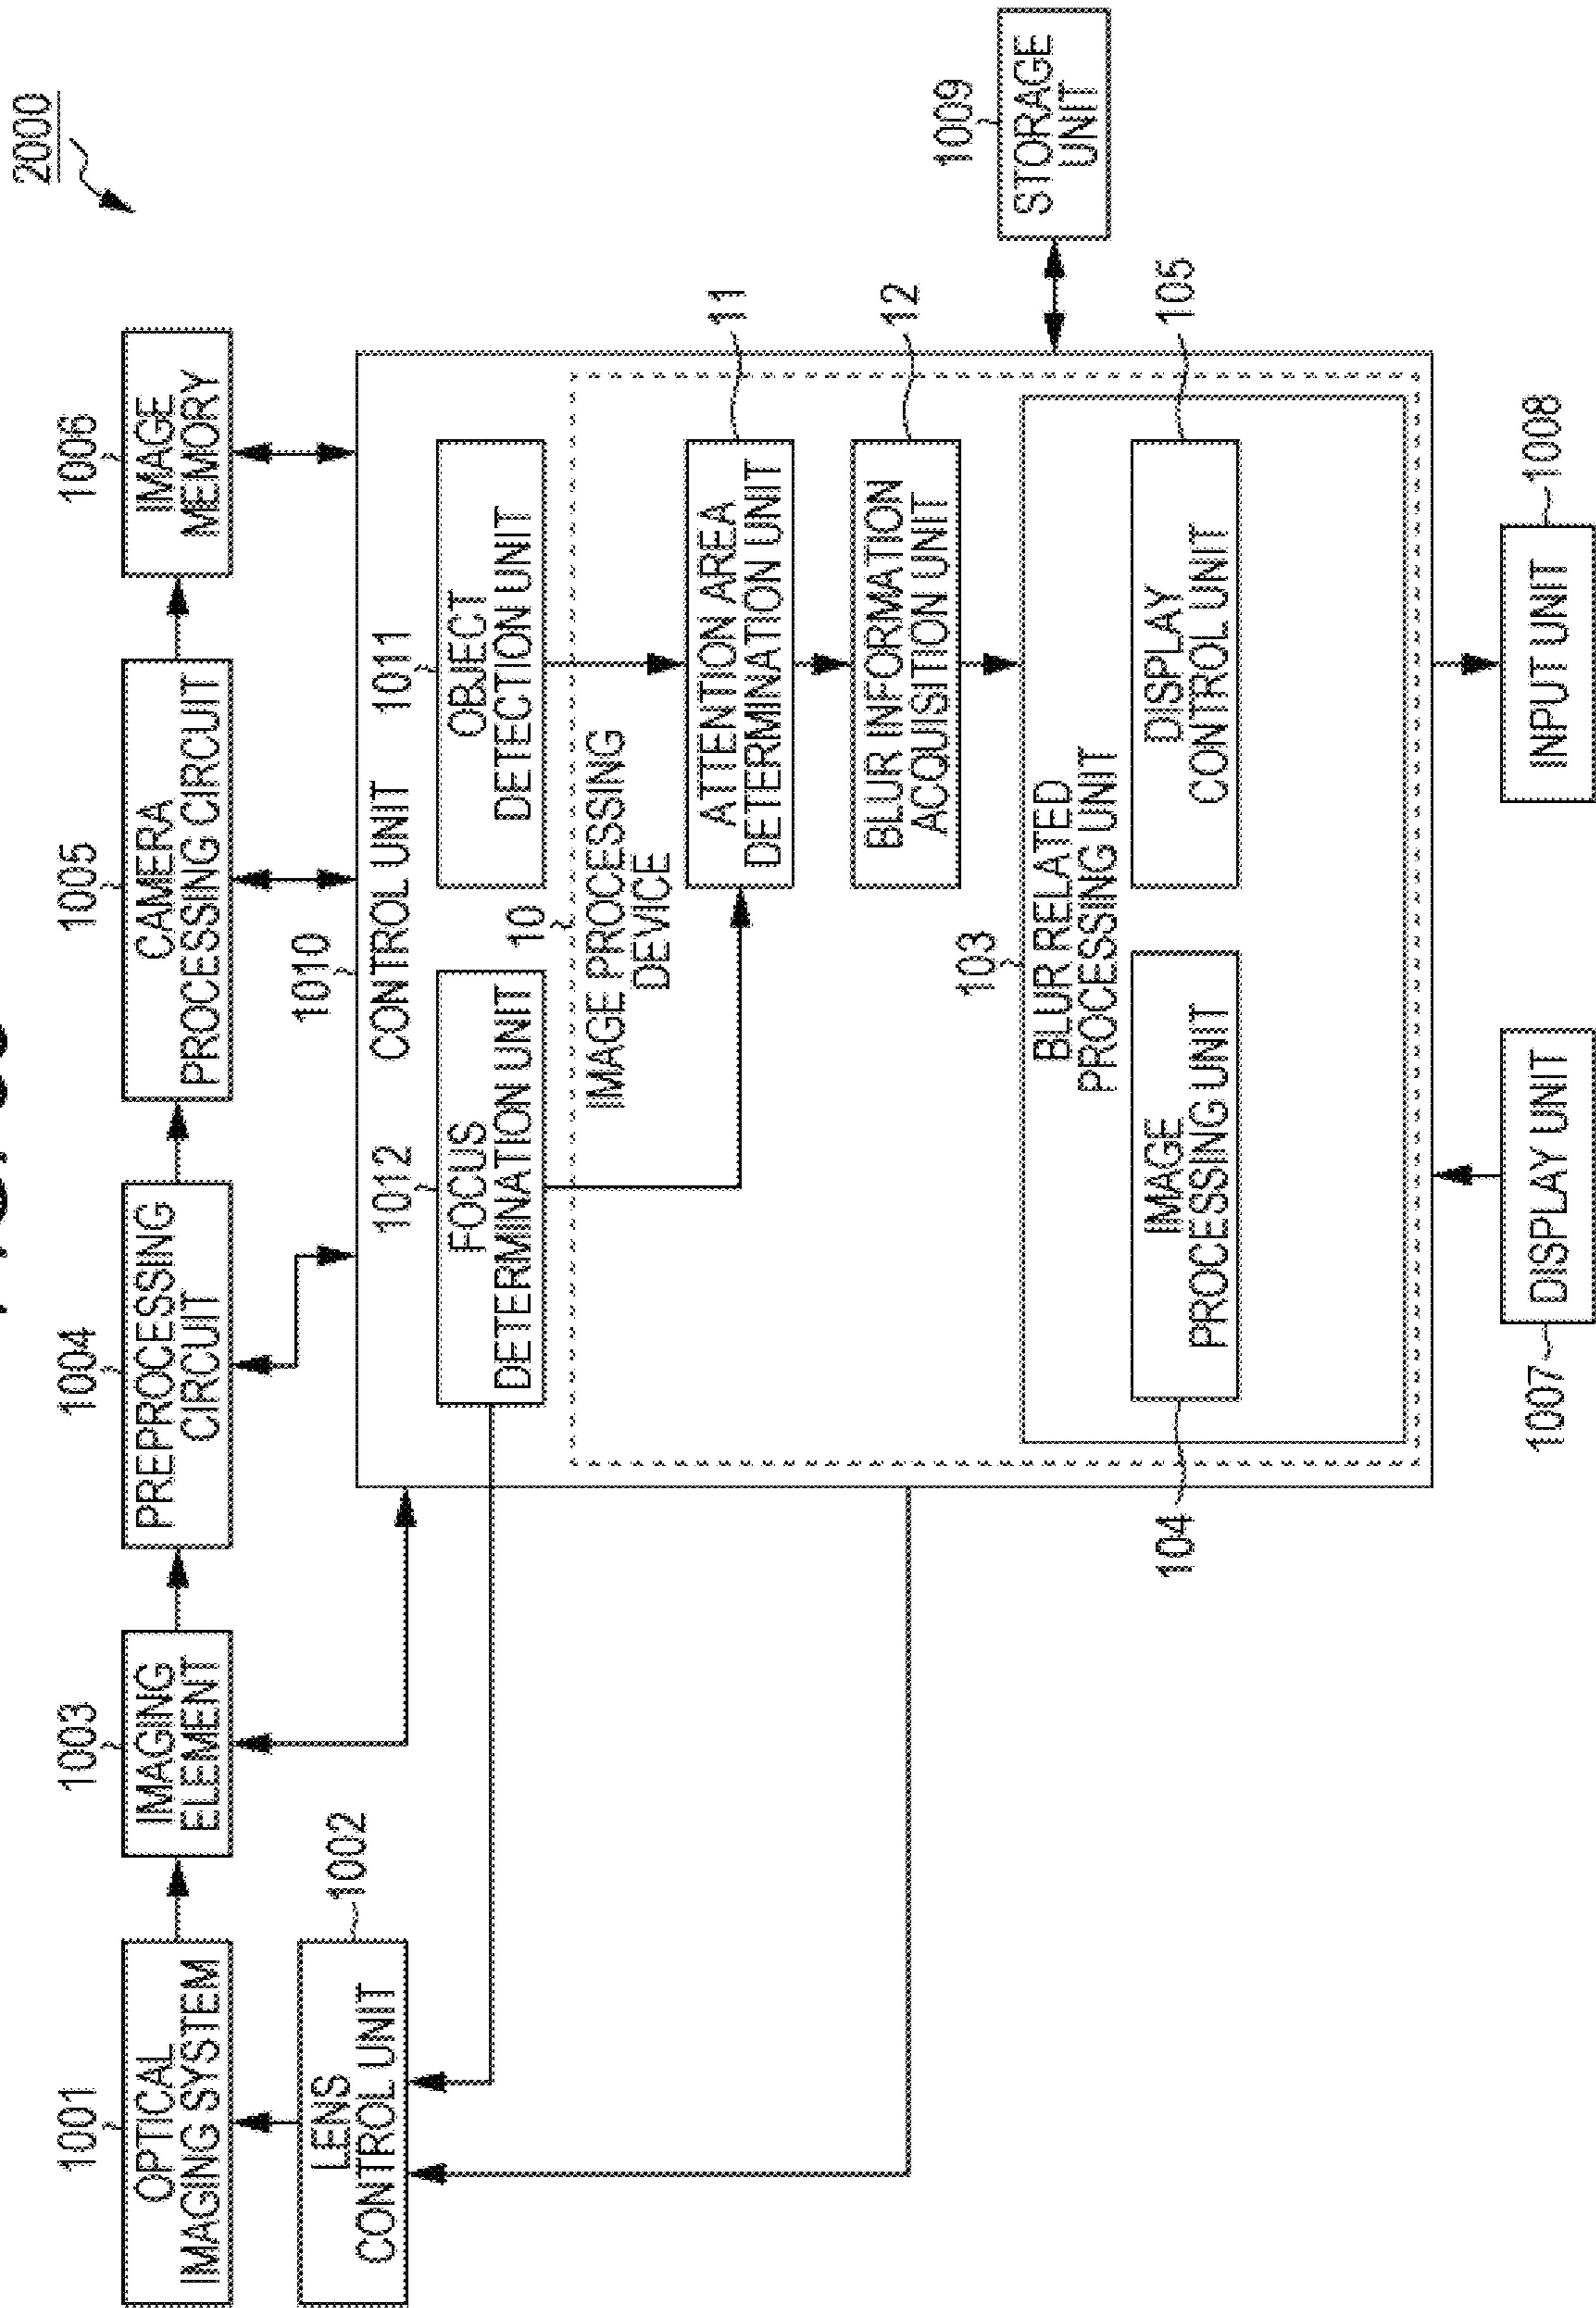 2000
1001
OPTICAL
IMAGING SYSTEM
1003
IMAGING
ELEMENT
1004
PREPROCESSING
CIRCUIT
1005
CAMERA
PROCESSING CIRCUIT
1006
IMAGE
MEMORY
1002
LENS
CONTROL UNIT
1010
CONTROL UNIT
1012
FOCUS
DETERMINATION UNIT
1011
OBJECT
DETECTION UNIT
10
IMAGE PROCESSING
DEVICE
11
ATTENTION AREA
DETERMINATION UNIT
12
BLUR INFORMATION
ACQUISITION UNIT
103
BLUR RELATED
PROCESSING UNIT
104
IMAGE
PROCESSING UNIT
105
DISPLAY
CONTROL UNIT
1009
STORAGE
UNIT
1007
DISPLAY UNIT
1008
INPUT UNIT